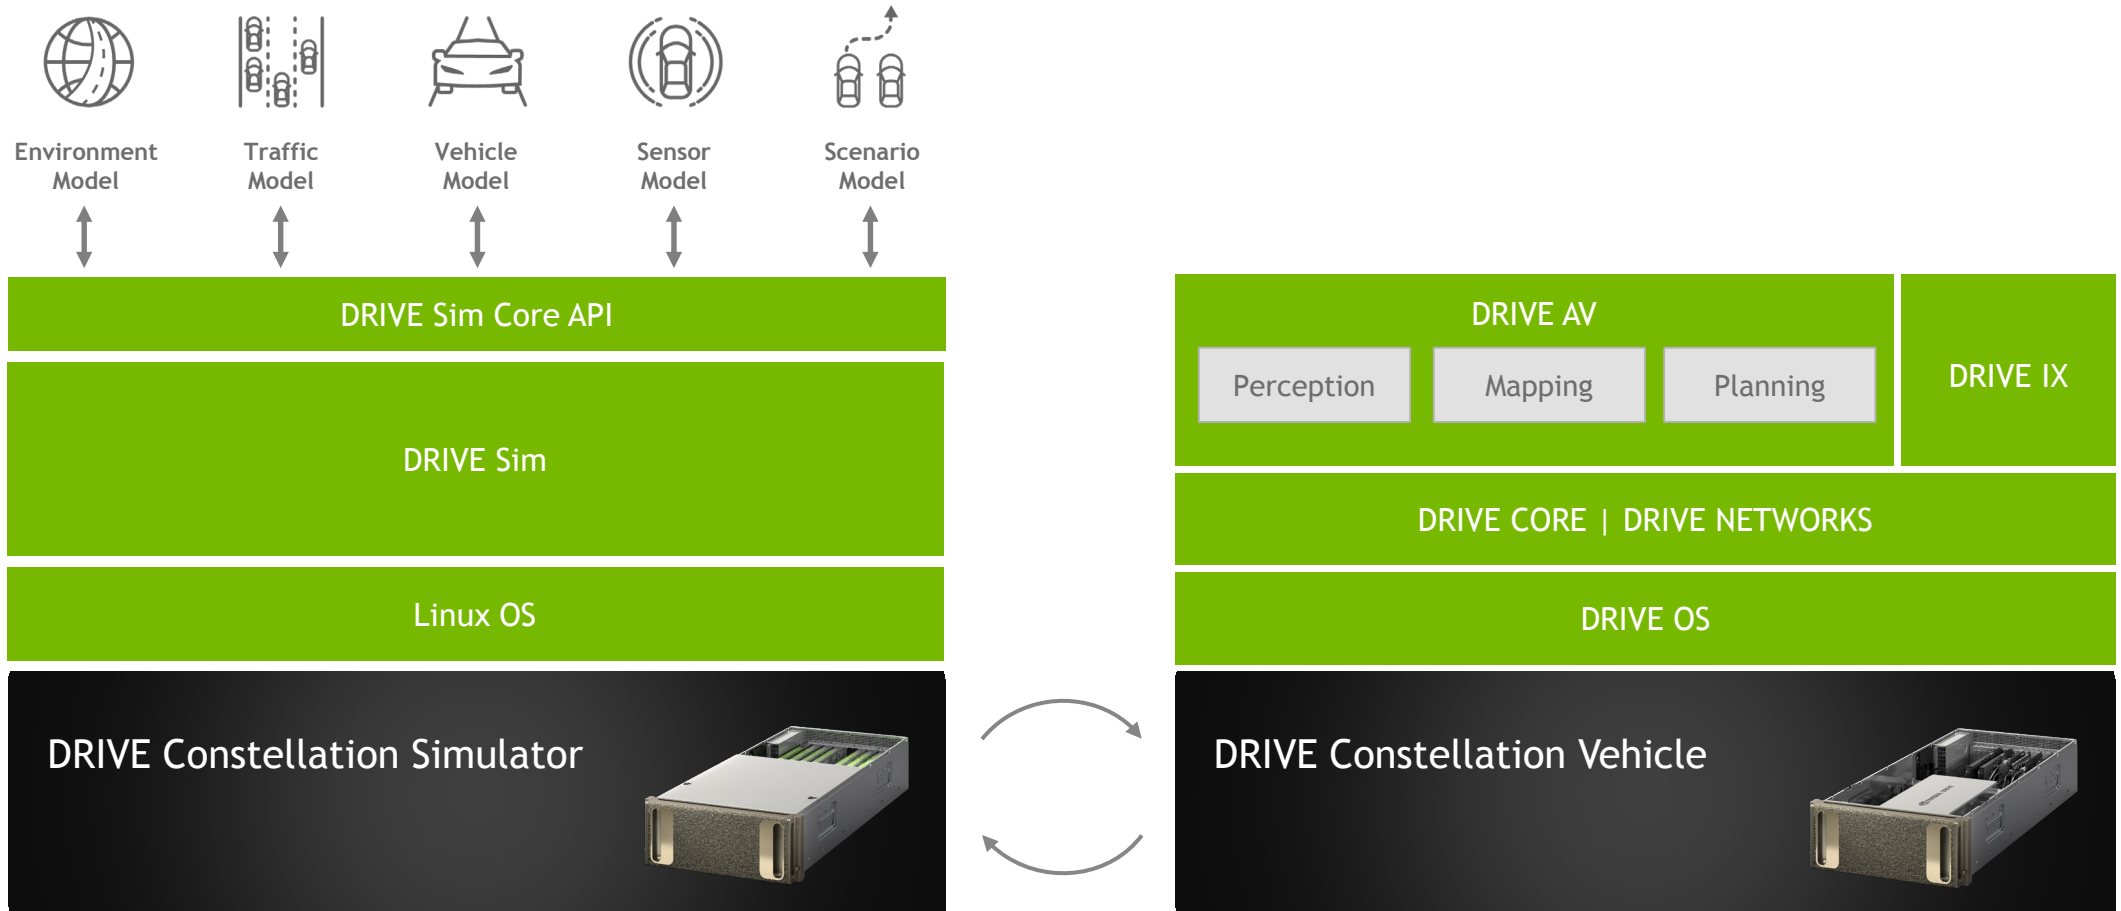 Environment
Model
Traffic
Model
Vehicle
Model
Sensor
Model
Scenario
Model
DRIVE Sim Core API
DRIVE Sim
Linux OS
DRIVE Constellation Simulator
DRIVE AV
Perception
Mapping
Planning
DRIVE IX
DRIVE CORE | DRIVE NETWORKS
DRIVE OS
DRIVE Constellation Vehicle